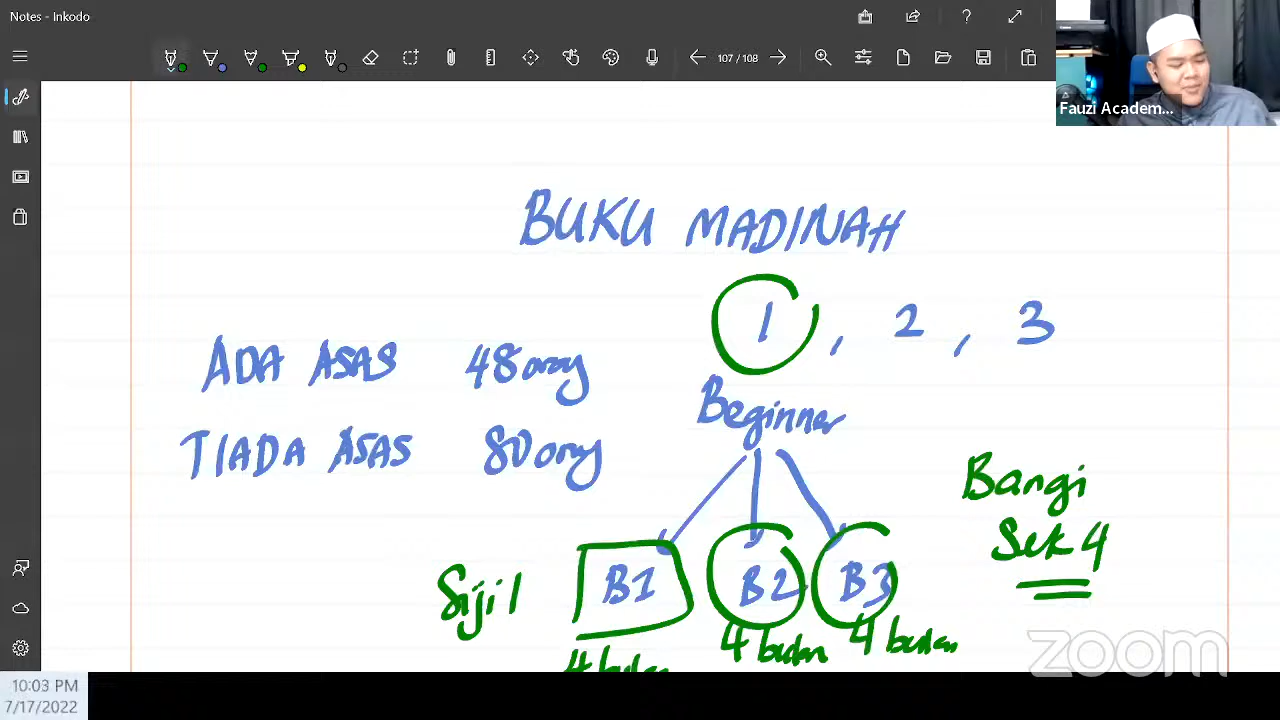 Notes - Inkodo
107 / 108
Fauzi Academ...
BUKU MADINAH
1, 2, 3
ADA ASAS 48 orang
Beginner
TIADA ASAS 80 orang
Bangi
Sek 4
Sijil B1 B2 B3
4 bulan 4 bulan 4 bulan
zoom
10:03 PM
7/17/2022